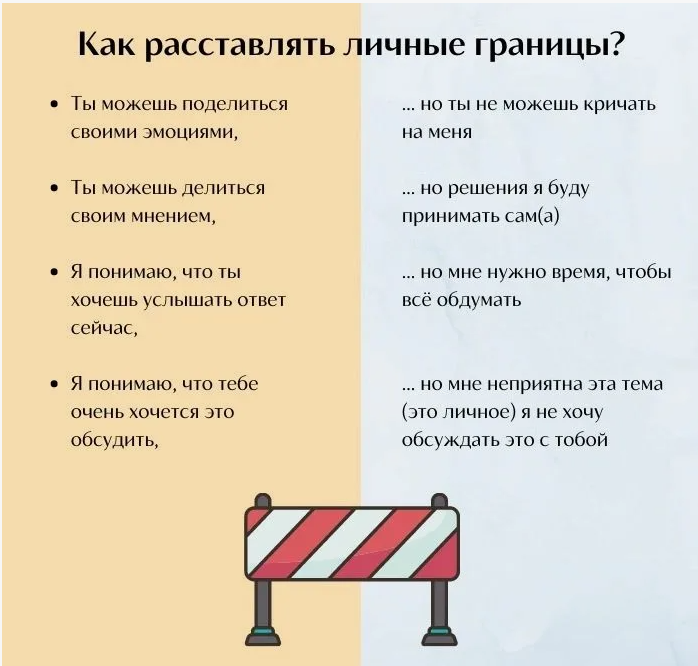 Как расставлять личные границы?
• Ты можешь поделиться
своими эмоциями,
... но ты не можешь кричать
на меня
• Ты можешь делиться
своим мнением,
... но решения я буду
принимать сам(а)
• Я понимаю, что ты
хочешь услышать ответ
сейчас,
... но мне нужно время, чтобы
всё обдумать
• Я понимаю, что тебе
очень хочется это
обсудить,
... но мне неприятна эта тема
(это личное) я не хочу
обсуждать это с тобой